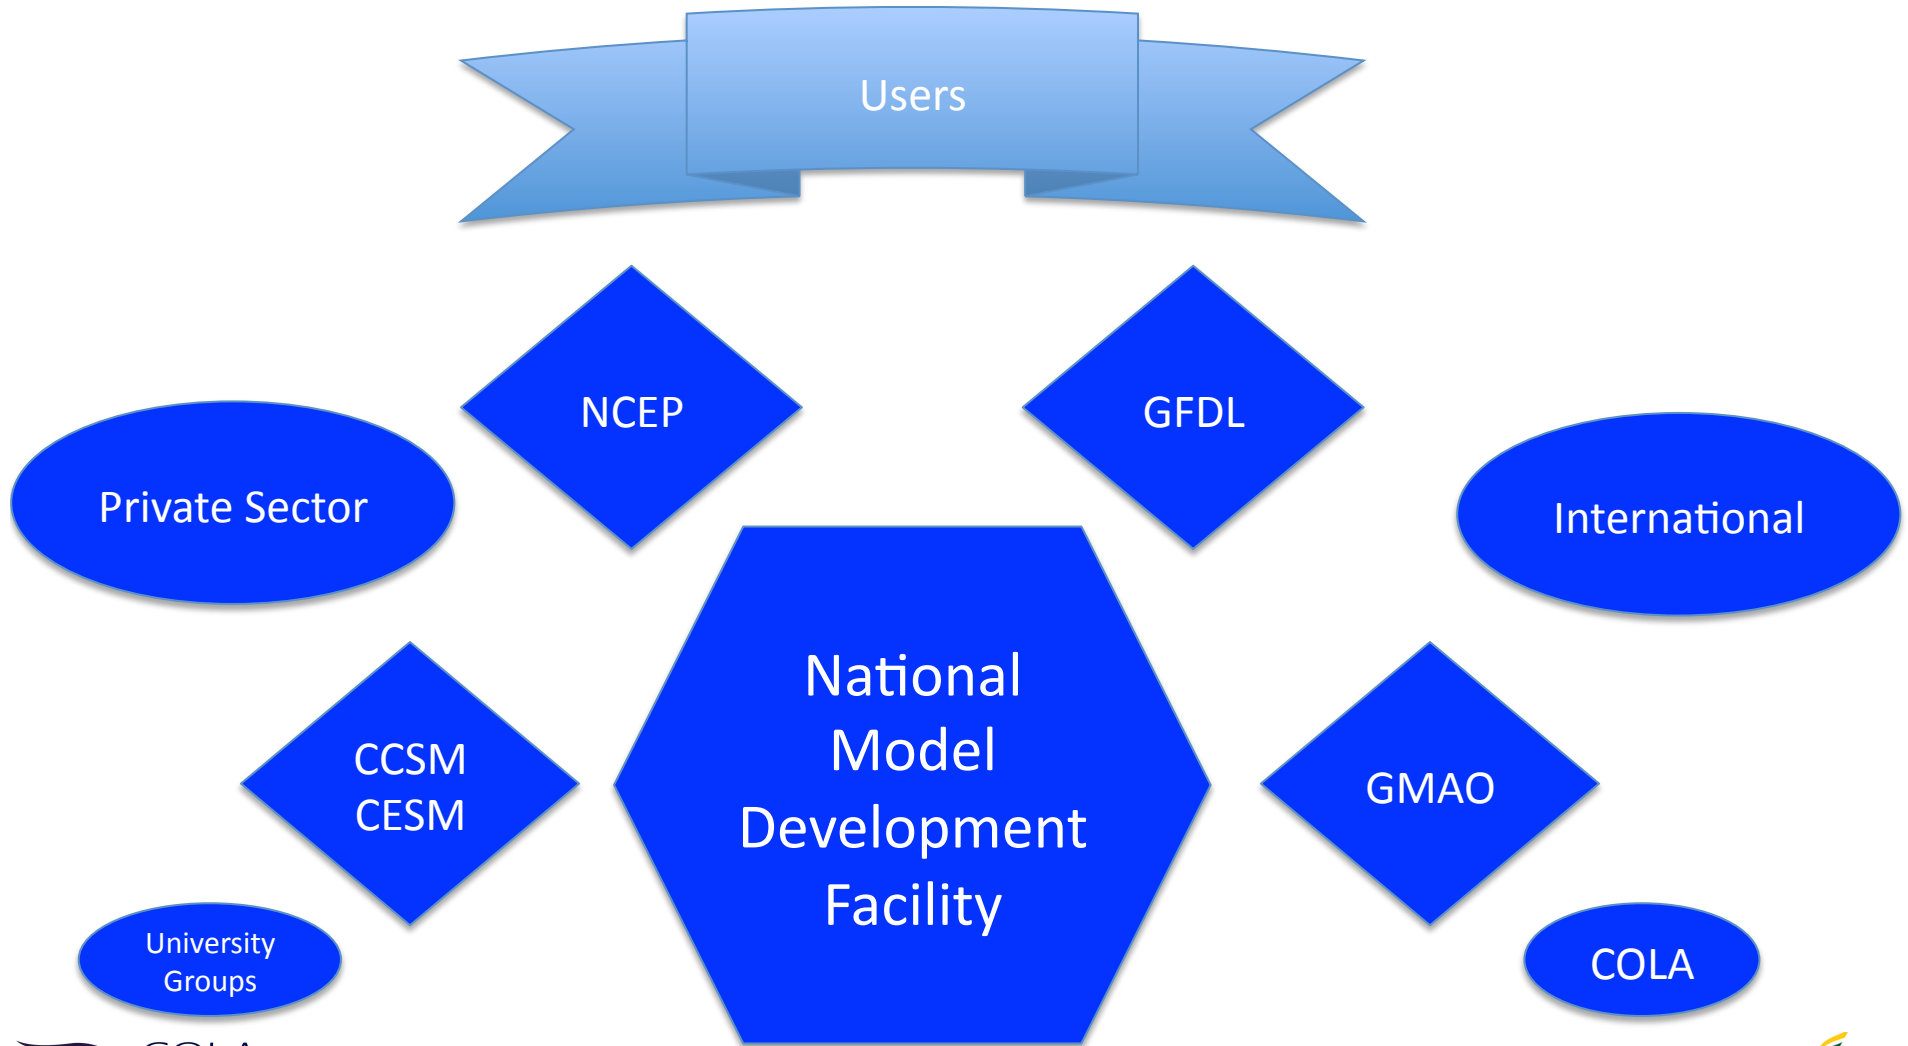 Users
NCEP
GFDL
Private Sector
International
National
Model
Development
Facility
CCSM
CESM
GMAO
University
Groups
COLA